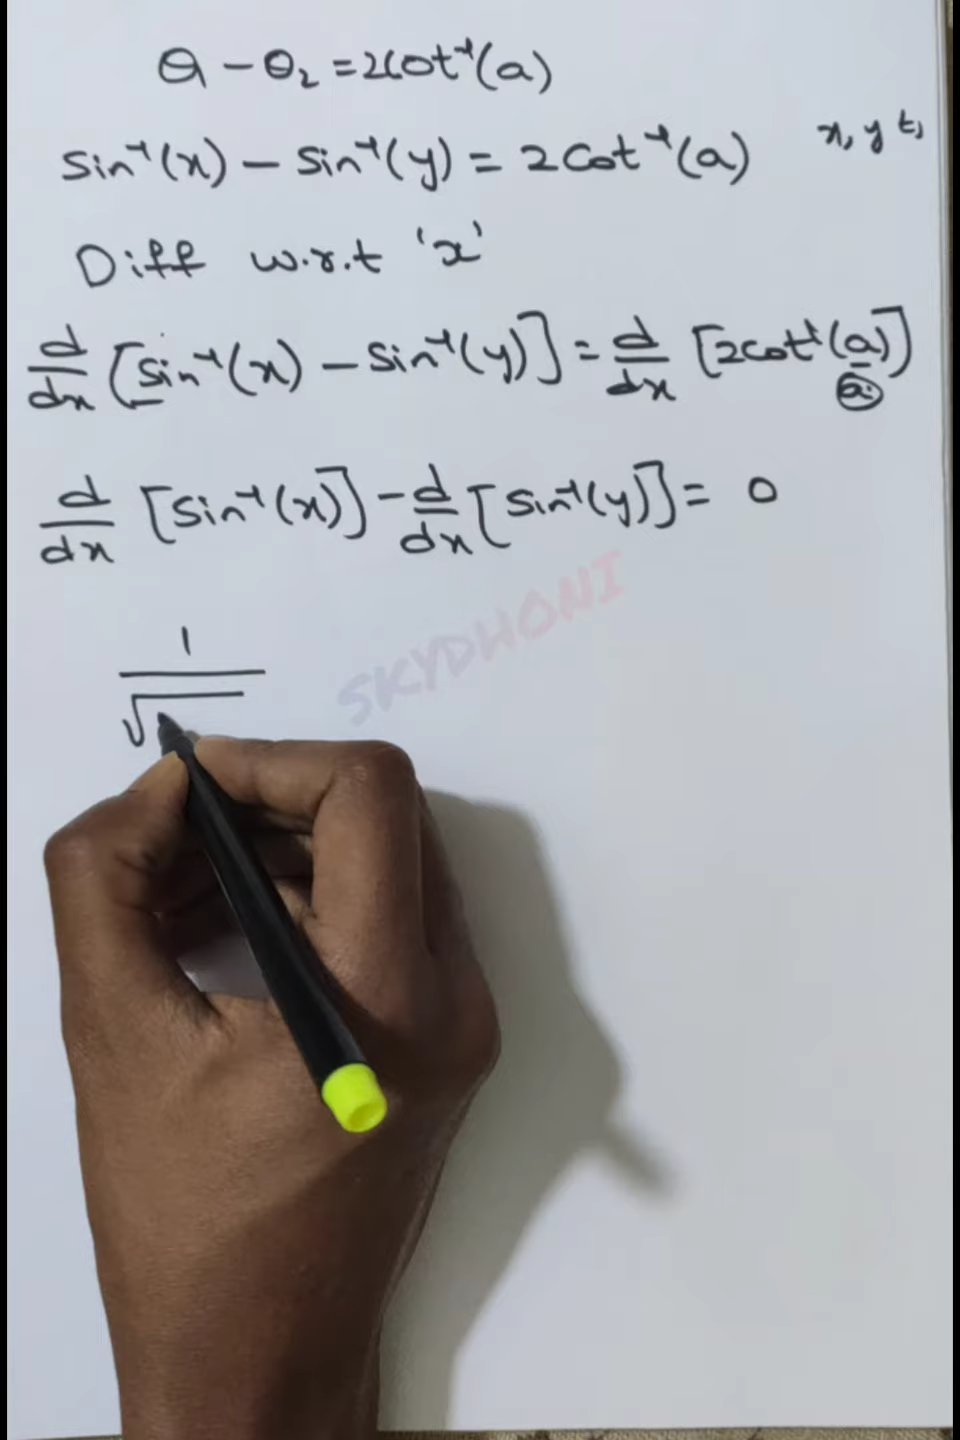 θ₁ - θ₂ = 2cot⁻¹(a)
Sin⁻¹(x) - Sin⁻¹(y) = 2Cot⁻¹(a) x, y t,
Diff w.r.t 'x'
d/dx [Sin⁻¹(x) - Sin⁻¹(y)] = d/dx [2cot⁻¹(a)]
a
d/dx [Sin⁻¹(x)] - d/dx [Sin⁻¹(y)] = 0
SKYDHONI
1/√